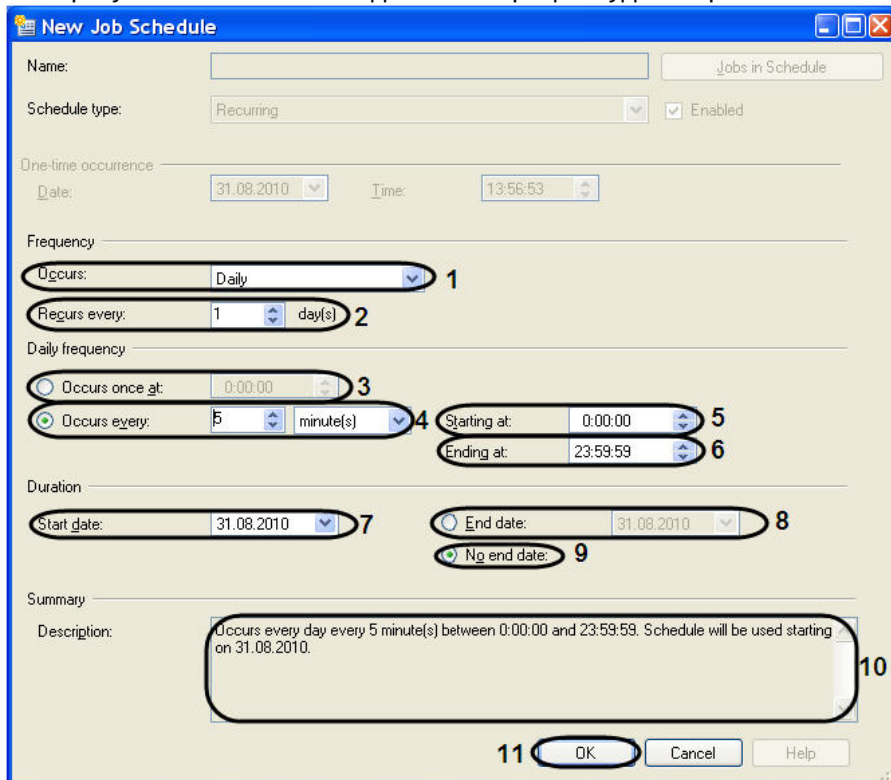 New Job Schedule
Name:
Jobs in Schedule
Schedule type: Recurring Enabled
One-time occurrence
Date: 31.08.2010 Time: 13:56:53
Frequency
Occurs: Daily 1
Recurs every: 1 day(s) 2
Daily frequency
Occurs once at: 0:00:00 3
Occurs every: 5 minute(s) 4 Starting at: 0:00:00 5
Ending at: 23:59:59 6
Duration
Start date: 31.08.2010 7 End date: 31.08.2010 8
No end date: 9
Summary
Description: Occurs every day every 5 minute(s) between 0:00:00 and 23:59:59. Schedule will be used starting
on 31.08.2010.
10
11 OK Cancel Help